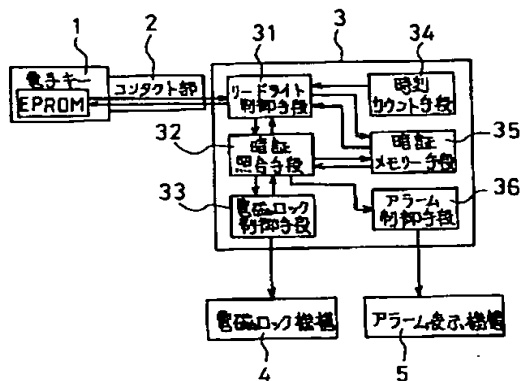 1
2
3
31
34
電子キー
EPROM
コンタクト部
リードライト
制御手段
時刻
カウント手段
32
35
暗証
照合手段
暗証
メモリー手段
33
36
電磁ロック
制御手段
アラーム
制御手段
電磁ロック機構
アラーム表示機構
4
5